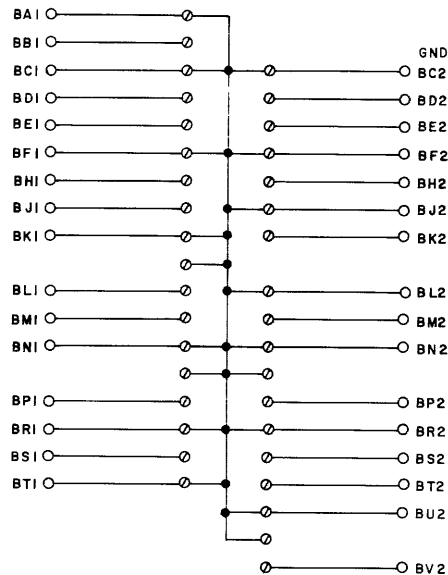 BA1
BB1
GND
BC1 BC2
BD1 BD2
BE1 BE2
BF1 BF2
BH1 BH2
BJ1 BJ2
BK1 BK2
BL1 BL2
BM1 BM2
BN1 BN2
BP1 BP2
BR1 BR2
BS1 BS2
BT1 BT2
BU2
BV2